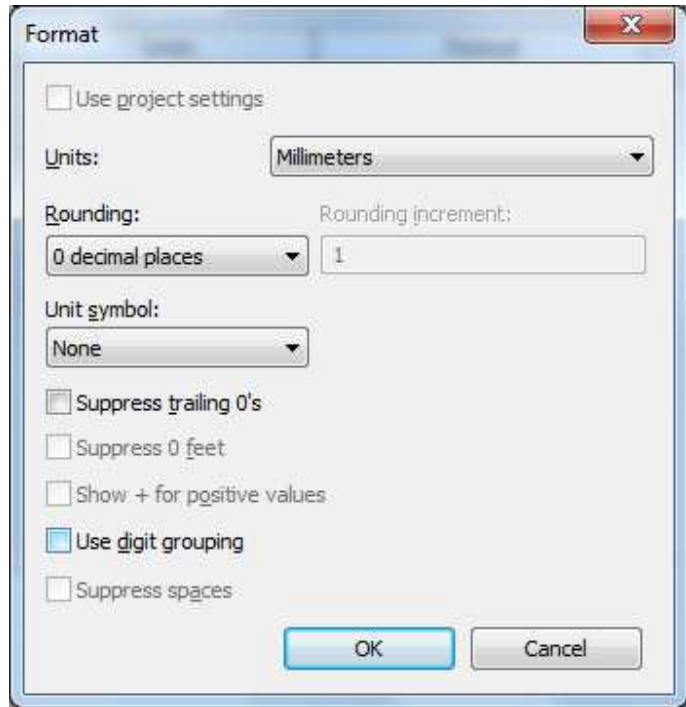 Format
X
Use project settings
Units: Millimeters
Rounding: Rounding increment:
0 decimal places 1
Unit symbol:
None
Suppress trailing 0's
Suppress 0 feet
Show + for positive values
Use digit grouping
Suppress spaces
OK Cancel